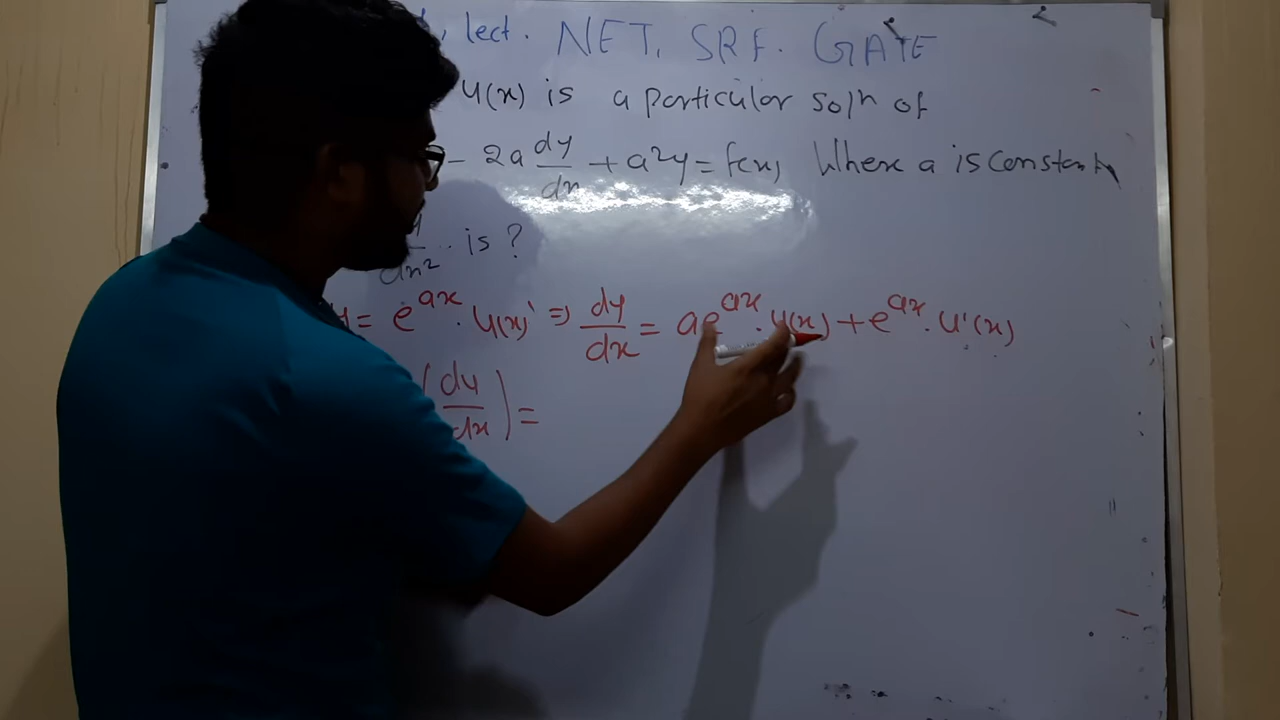 lect. NET, SRF. GATE
U(x) is a particular soln of
- 2a dy/dx + a²y = f(x) Where a is constant
dx² is ?
y = e^ax . U(x) ⇒ dy/dx = ae^ax . U(x) + e^ax . U'(x)
(dy/dx) =